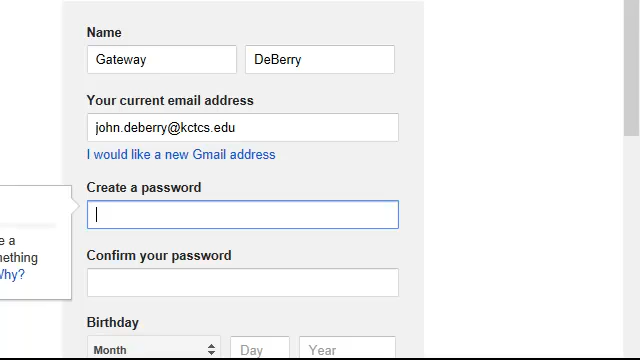 Name
Gateway DeBerry
Your current email address
john.deberry@kctcs.edu
I would like a new Gmail address
Create a password
e a
mething
Why?
Confirm your password
Birthday
Month Day Year